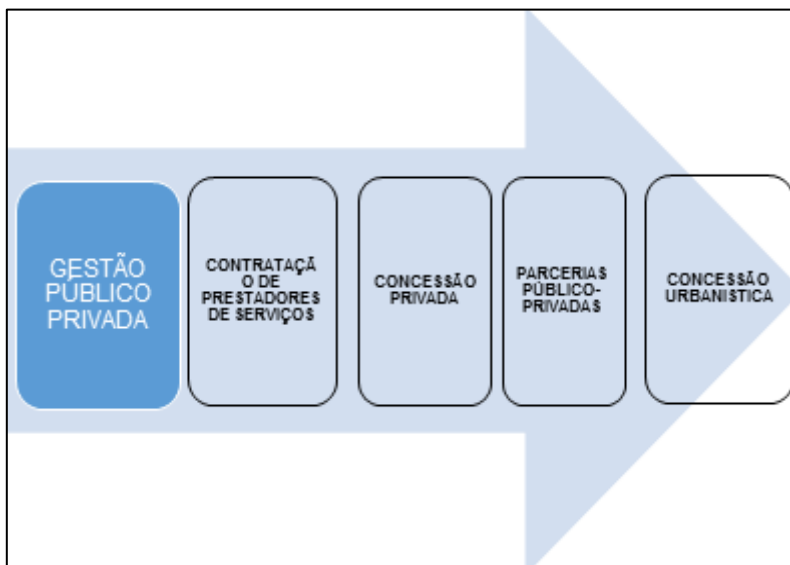 GESTÃO
PÚBLICO
PRIVADA
CONTRATAÇÃ
O DE
PRESTADORES
DE SERVIÇOS
CONCESSÃO
PRIVADA
PARCERIAS
PÚBLICO-
PRIVADAS
CONCESSÃO
URBANISTICA